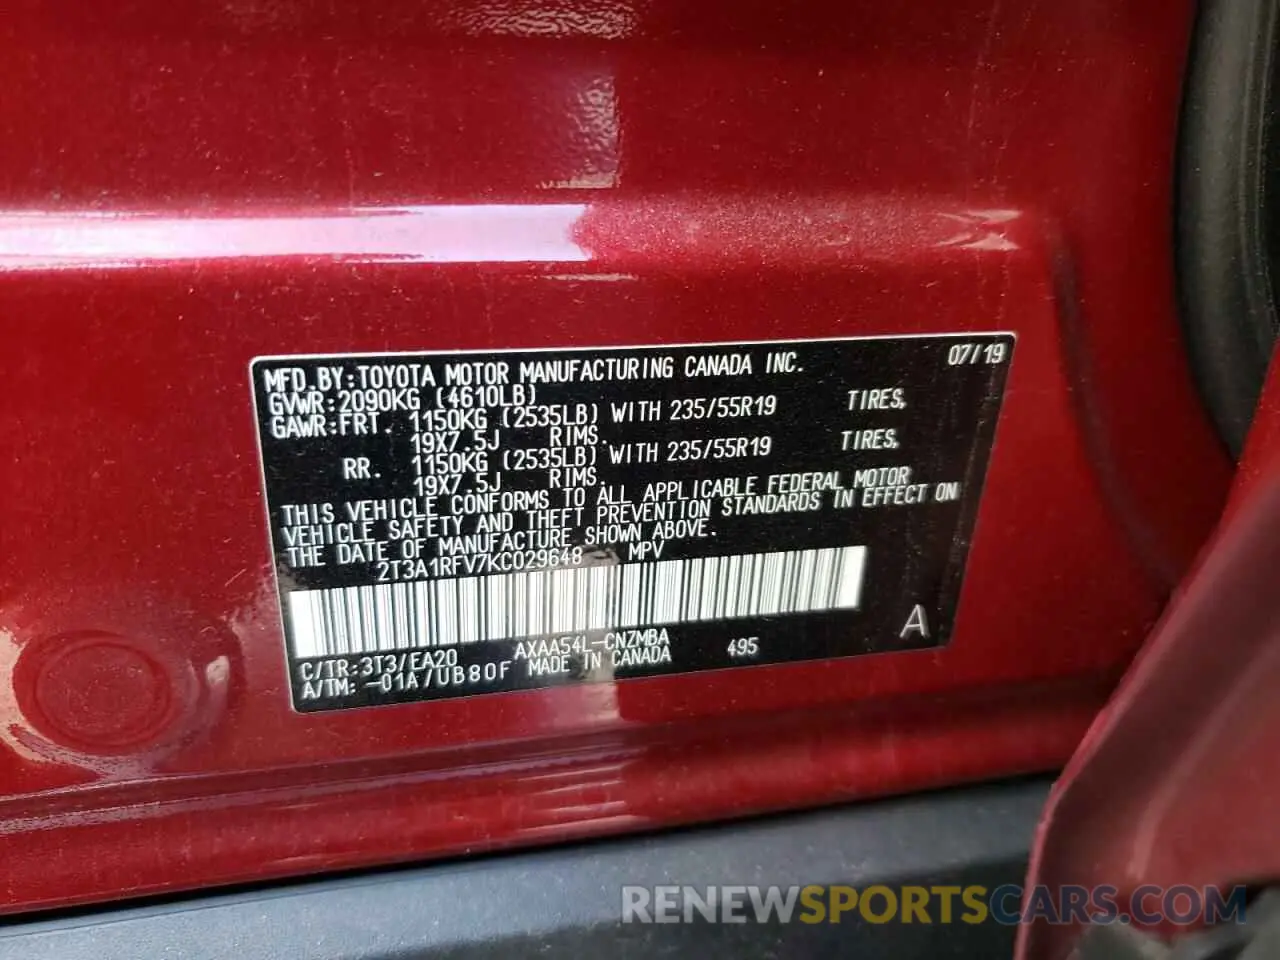 MFD.BY:TOYOTA MOTOR MANUFACTURING CANADA INC. 07/19
GVWR:2090KG (4610LB)
GAWR:FRT. 1150KG (2535LB) WITH 235/55R19 TIRES,
19X7.5J RIMS.
RR. 1150KG (2535LB) WITH 235/55R19 TIRES,
19X7.5J RIMS.
THIS VEHICLE CONFORMS TO ALL APPLICABLE FEDERAL MOTOR
VEHICLE SAFETY AND THEFT PREVENTION STANDARDS IN EFFECT ON
THE DATE OF MANUFACTURE SHOWN ABOVE.
2T3A1RFV7KC029648 MPV
A
C/TR:3T3/EA20 AXAA54L-CNZMBA 495
A/TM: -01A/UB80F MADE IN CANADA
RENEWSPORTSCARS.COM